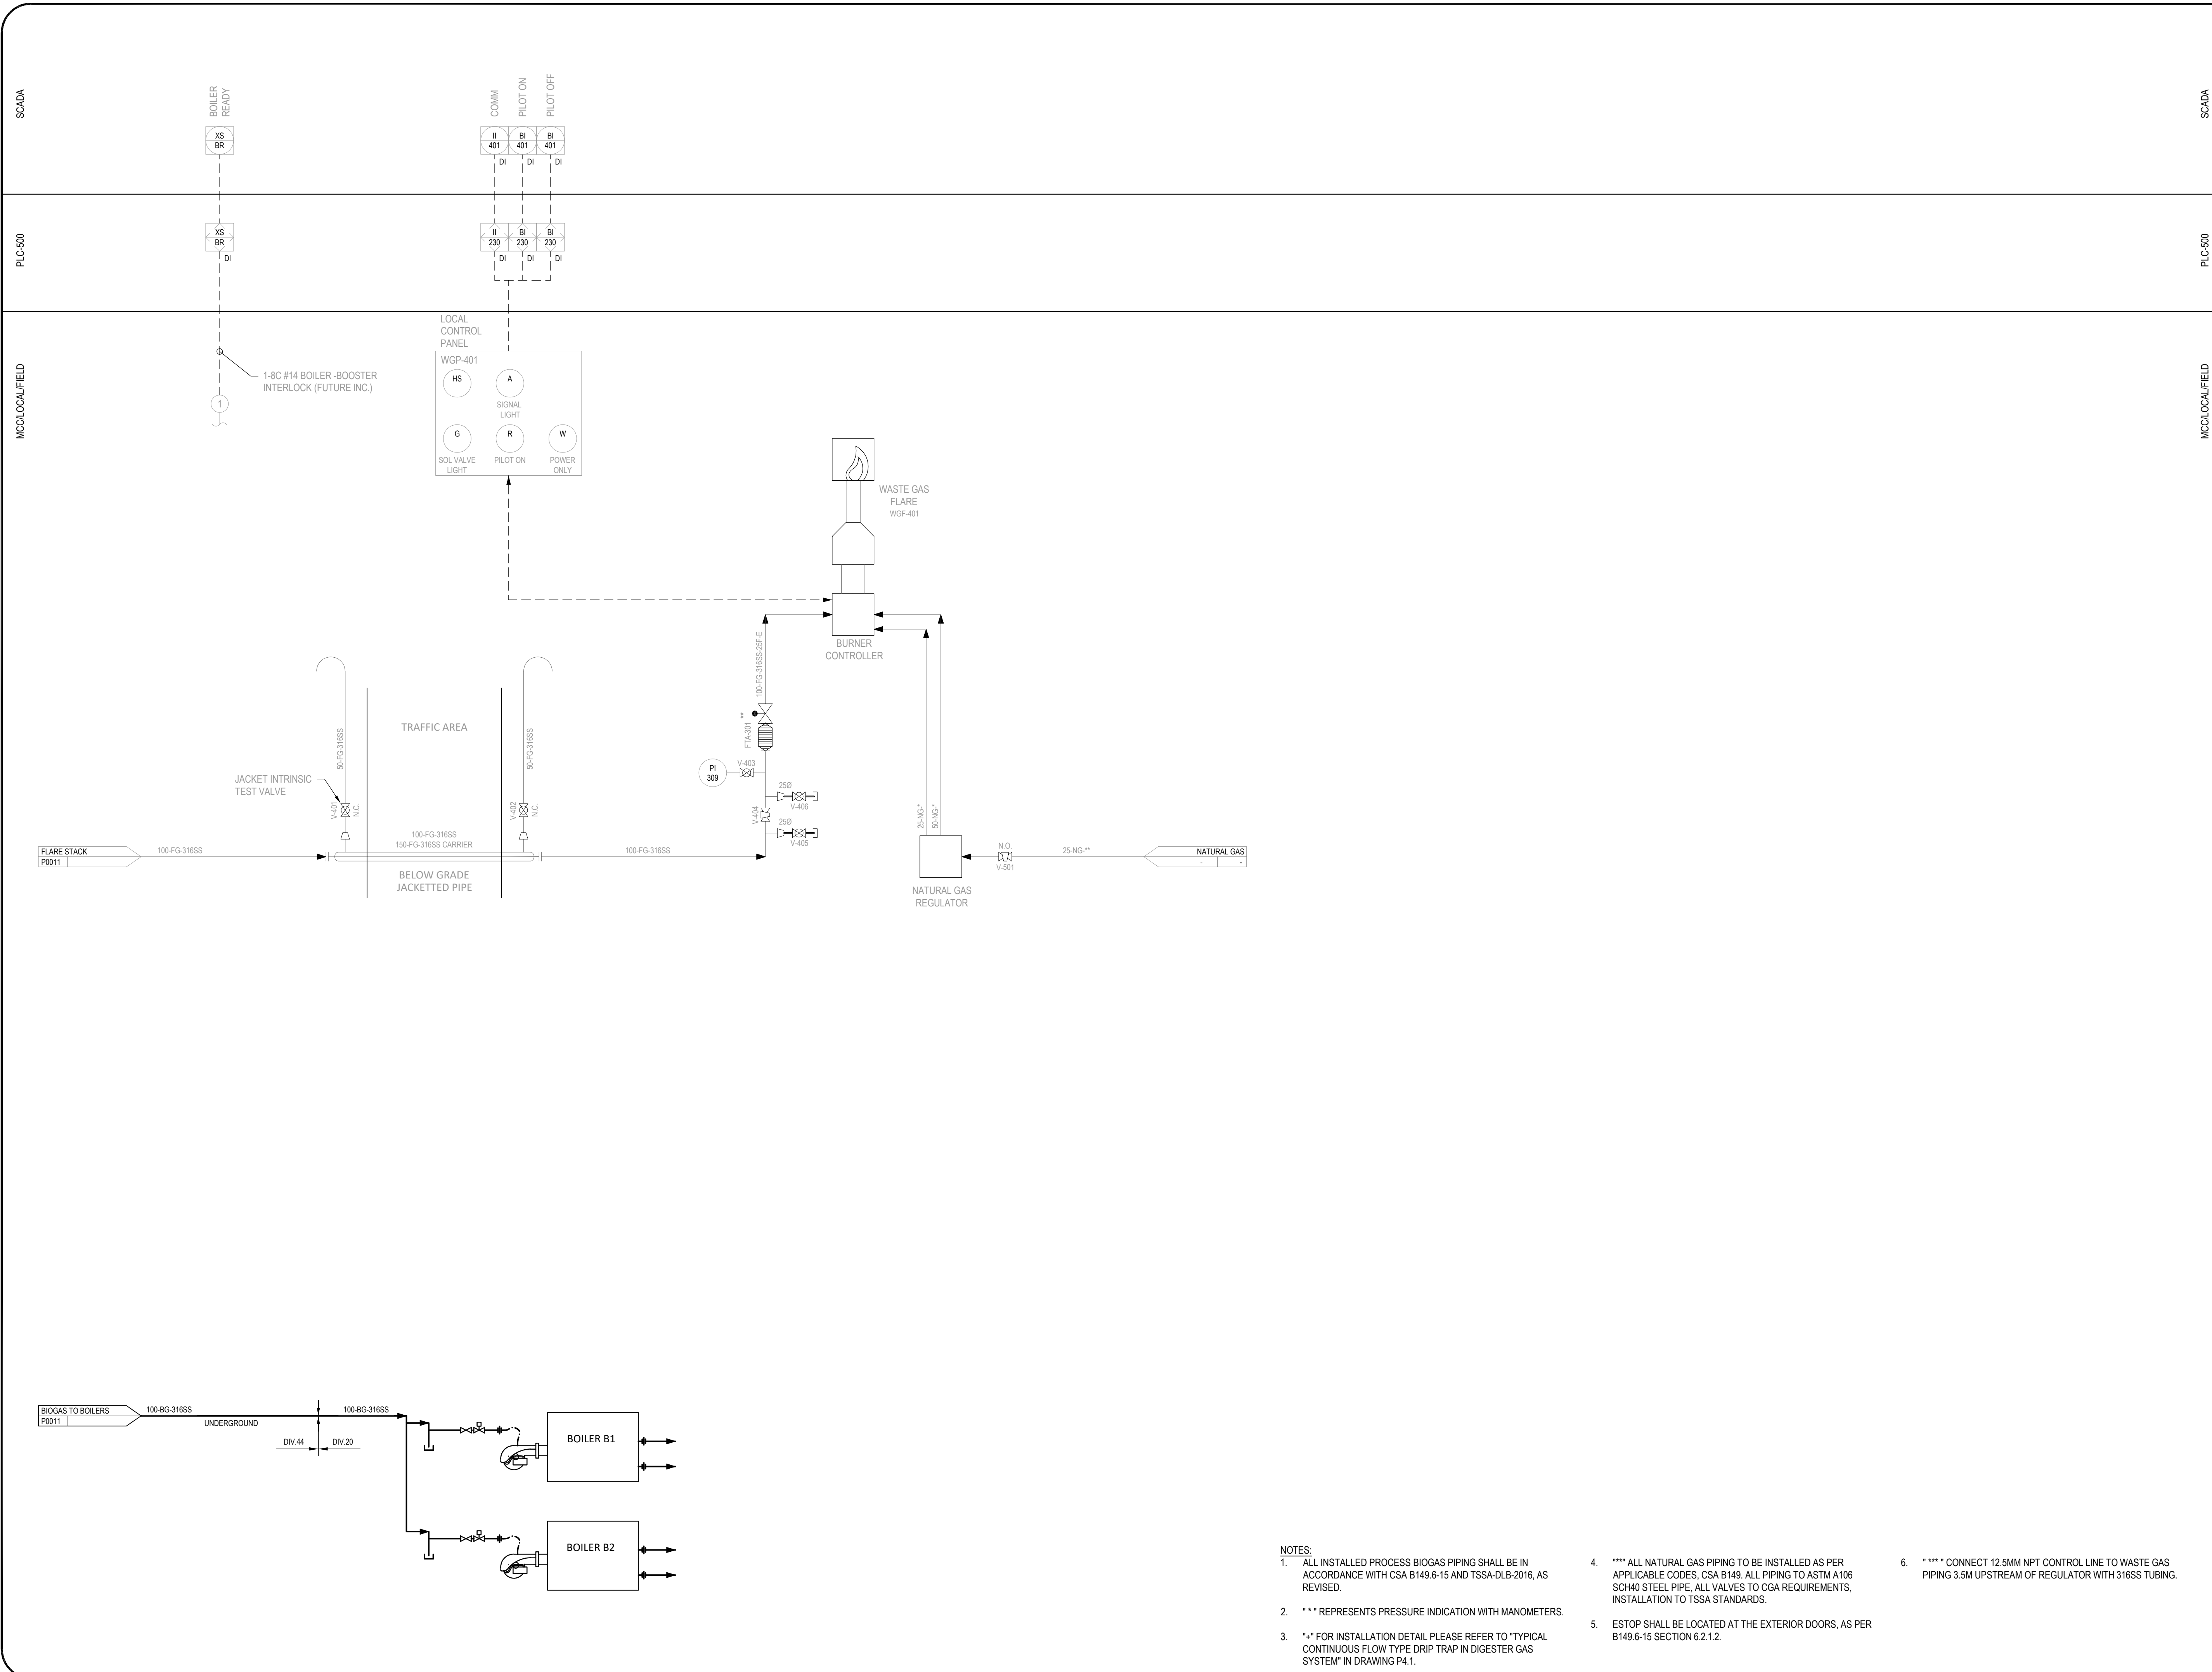 SCADA
BOILER
READY
COMM
PILOT ON
PILOT OFF
SCADA
XS
BR
II
401
BI
401
BI
401
DI
DI
DI
PLC-500
XS
BR
DI
II
230
BI
230
BI
230
DI
DI
DI
PLC-500
MCC/LOCAL/FIELD
1-8C #14 BOILER -BOOSTER
INTERLOCK (FUTURE INC.)
1
LOCAL
CONTROL
PANEL
WGP-401
HS
A
SIGNAL
LIGHT
G
R
W
SOL VALVE
LIGHT
PILOT ON
POWER
ONLY
MCC/LOCAL/FIELD
WASTE GAS
FLARE
WGF-401
BURNER
CONTROLLER
100-FG-316SS-25F-E
**
FTA-301
PI
309
V-403
25Ø
V-406
V-404
25Ø
V-405
TRAFFIC AREA
50-FG-316SS
50-FG-316SS
JACKET INTRINSIC
TEST VALVE
V-401
N.C.
V-402
N.C.
100-FG-316SS
150-FG-316SS CARRIER
BELOW GRADE
JACKETTED PIPE
FLARE STACK
P0011
100-FG-316SS
100-FG-316SS
25-NG-*
50-NG-*
NATURAL GAS
REGULATOR
N.O.
V-501
25-NG-**
NATURAL GAS
- -
BIOGAS TO BOILERS
P0011
100-BG-316SS
UNDERGROUND
100-BG-316SS
DIV.44
DIV.20
BOILER B1
BOILER B2
NOTES:
1. ALL INSTALLED PROCESS BIOGAS PIPING SHALL BE IN
ACCORDANCE WITH CSA B149.6-15 AND TSSA-DLB-2016, AS
REVISED.
2. " * " REPRESENTS PRESSURE INDICATION WITH MANOMETERS.
3. "+" FOR INSTALLATION DETAIL PLEASE REFER TO "TYPICAL
CONTINUOUS FLOW TYPE DRIP TRAP IN DIGESTER GAS
SYSTEM" IN DRAWING P4.1.
4. "**" ALL NATURAL GAS PIPING TO BE INSTALLED AS PER
APPLICABLE CODES, CSA B149. ALL PIPING TO ASTM A106
SCH40 STEEL PIPE, ALL VALVES TO CGA REQUIREMENTS,
INSTALLATION TO TSSA STANDARDS.
5. ESTOP SHALL BE LOCATED AT THE EXTERIOR DOORS, AS PER
B149.6-15 SECTION 6.2.1.2.
6. " *** " CONNECT 12.5MM NPT CONTROL LINE TO WASTE GAS
PIPING 3.5M UPSTREAM OF REGULATOR WITH 316SS TUBING.